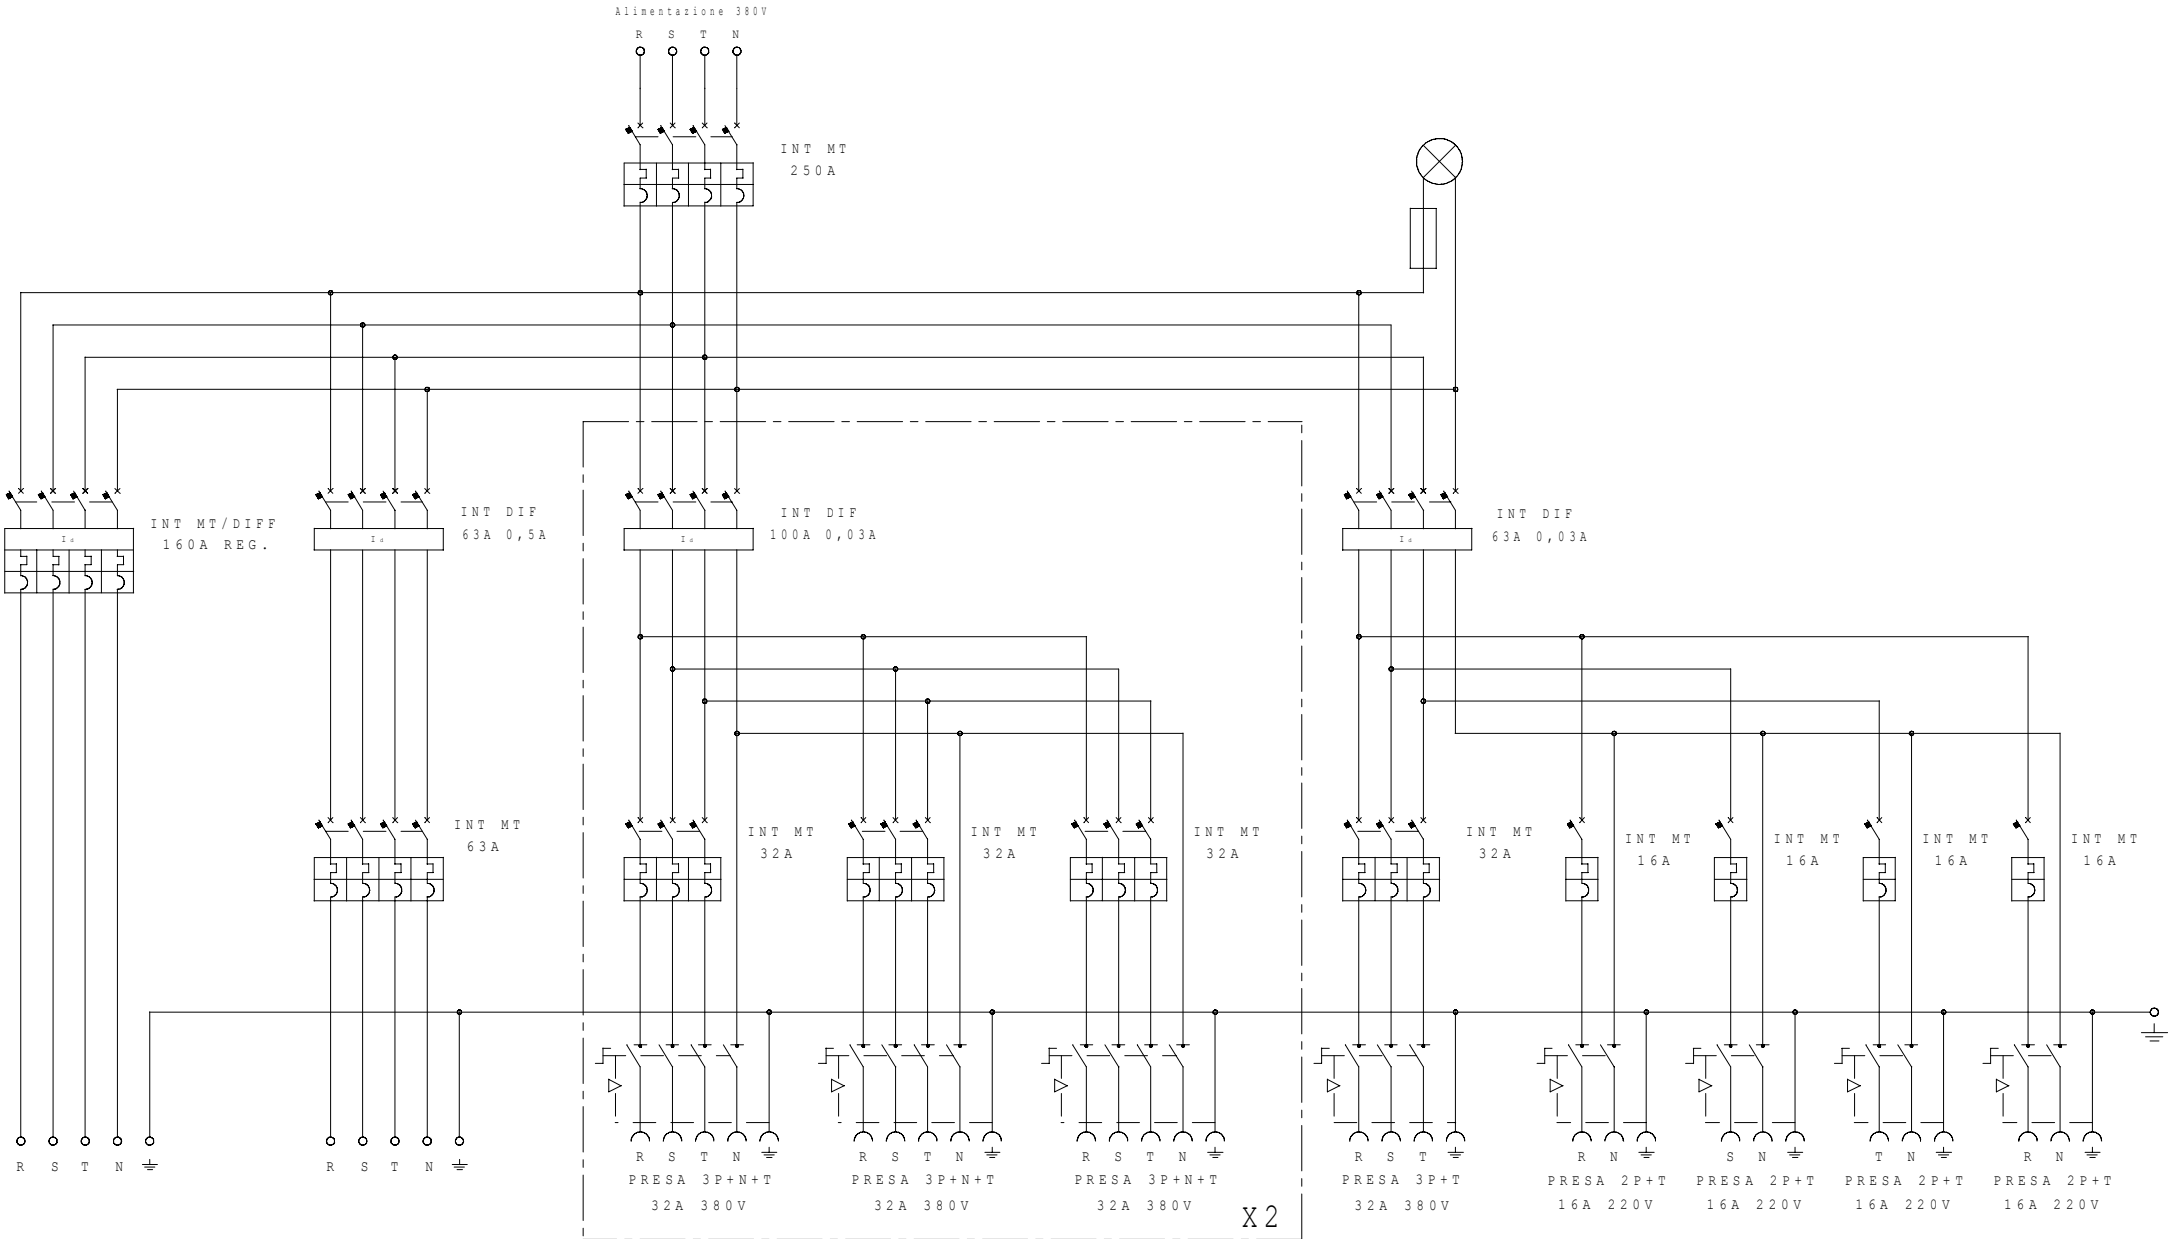 Alimentazione 380V
R S T N
INT MT
250A
INT MT/DIFF
160A REG.
Id
INT DIF
63A 0,5A
Id
INT DIF
100A 0,03A
Id
INT DIF
63A 0,03A
Id
INT MT
63A
INT MT
32A
INT MT
32A
INT MT
32A
INT MT
32A
INT MT
16A
INT MT
16A
INT MT
16A
INT MT
16A
R S T N
R S T N
R S T N
PRESA 3P+N+T
32A 380V
R S T N
PRESA 3P+N+T
32A 380V
R S T N
PRESA 3P+N+T
32A 380V
X2
R S T
PRESA 3P+T
32A 380V
R N
PRESA 2P+T
16A 220V
S N
PRESA 2P+T
16A 220V
T N
PRESA 2P+T
16A 220V
R N
PRESA 2P+T
16A 220V